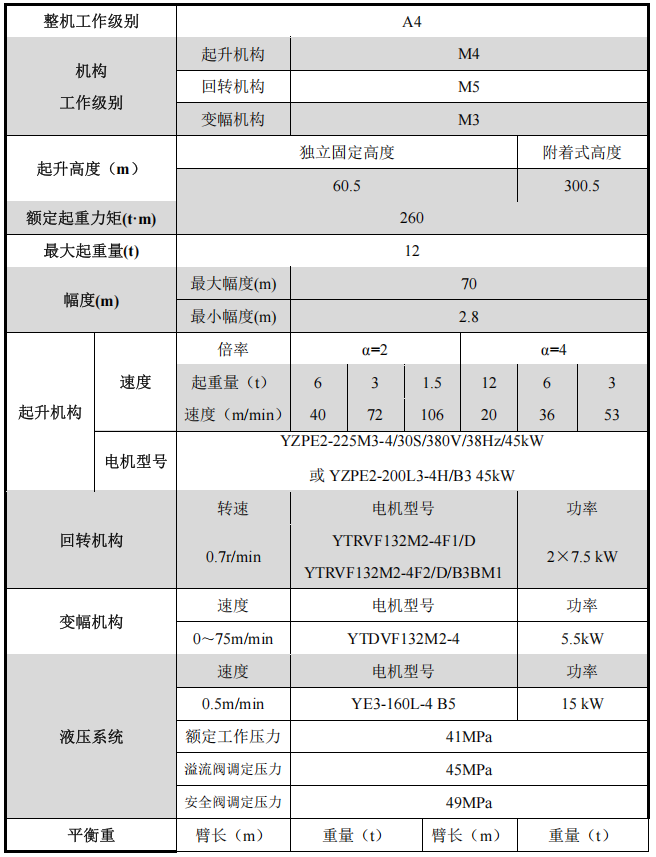 整机工作级别 A4
机构
工作级别
起升机构 M4
回转机构 M5
变幅机构 M3
起升高度（m）
独立固定高度 附着式高度
60.5 300.5
额定起重力矩(t·m) 260
最大起重量(t) 12
幅度(m)
最大幅度(m) 70
最小幅度(m) 2.8
起升机构
速度
倍率 α=2 α=4
起重量（t） 6 3 1.5 12 6 3
速度（m/min） 40 72 106 20 36 53
电机型号
YZPE2-225M3-4/30S/380V/38Hz/45kW
或 YZPE2-200L3-4H/B3 45kW
回转机构
转速 电机型号 功率
0.7r/min
YTRVF132M2-4F1/D
YTRVF132M2-4F2/D/B3BM1
2×7.5 kW
变幅机构
速度 电机型号 功率
0～75m/min YTDVF132M2-4 5.5kW
液压系统
速度 电机型号 功率
0.5m/min YE3-160L-4 B5 15 kW
额定工作压力 41MPa
溢流阀调定压力 45MPa
安全阀调定压力 49MPa
平衡重 臂长（m） 重量（t） 臂长（m） 重量（t）